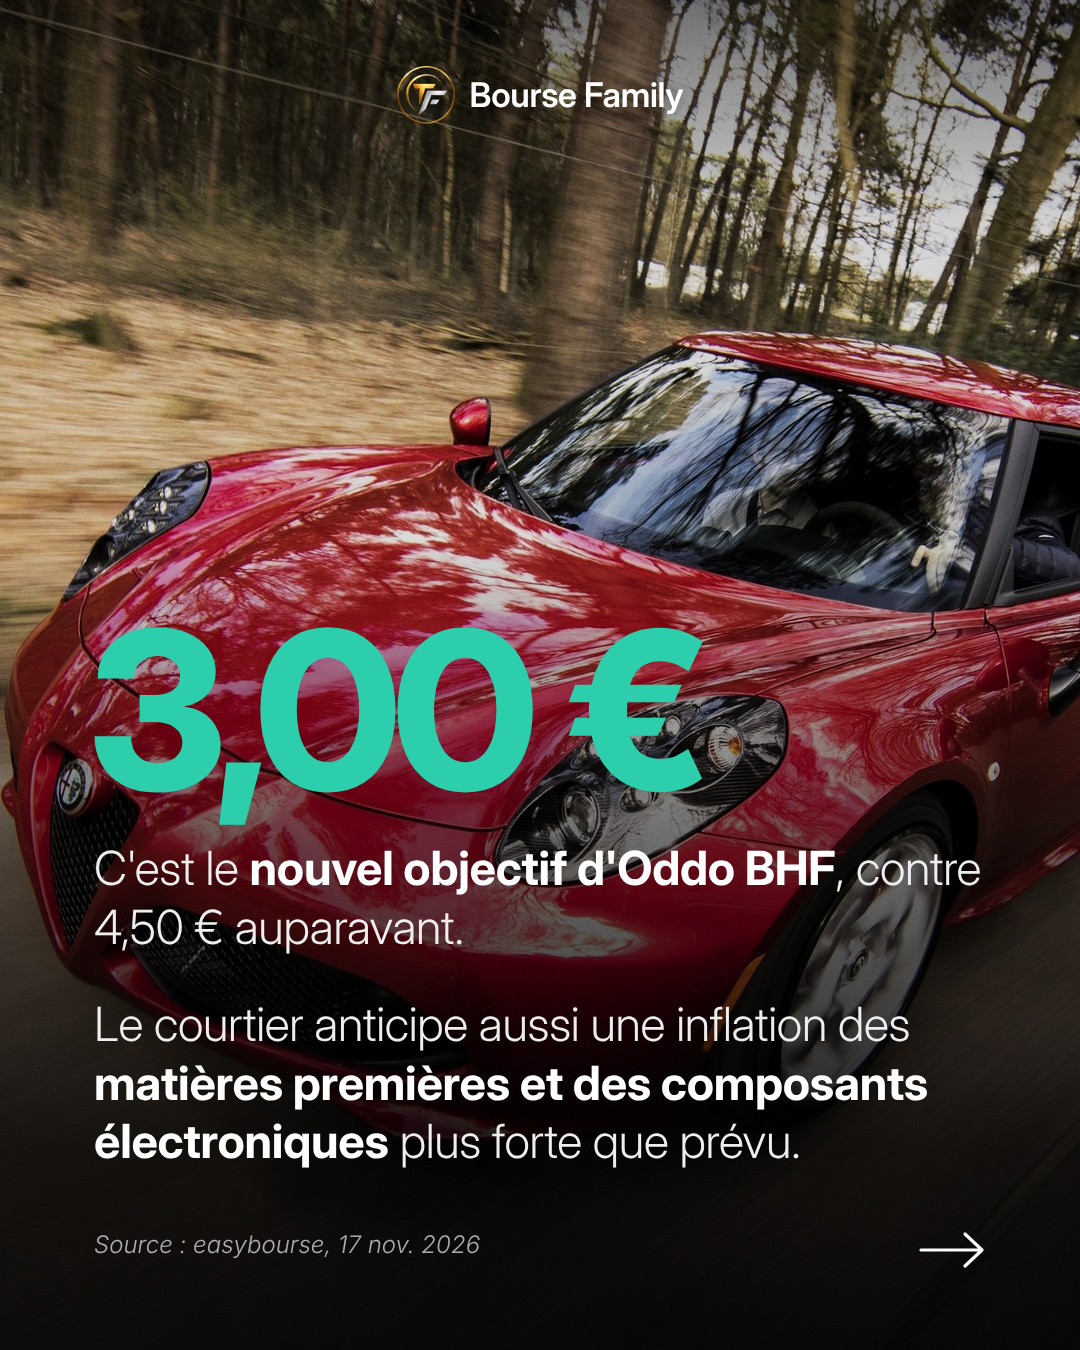 TF Bourse Family
3,00 €
C'est le nouvel objectif d'Oddo BHF, contre
4,50 € auparavant.
Le courtier anticipe aussi une inflation des
matières premières et des composants
électroniques plus forte que prévu.
Source : easybourse, 17 nov. 2026